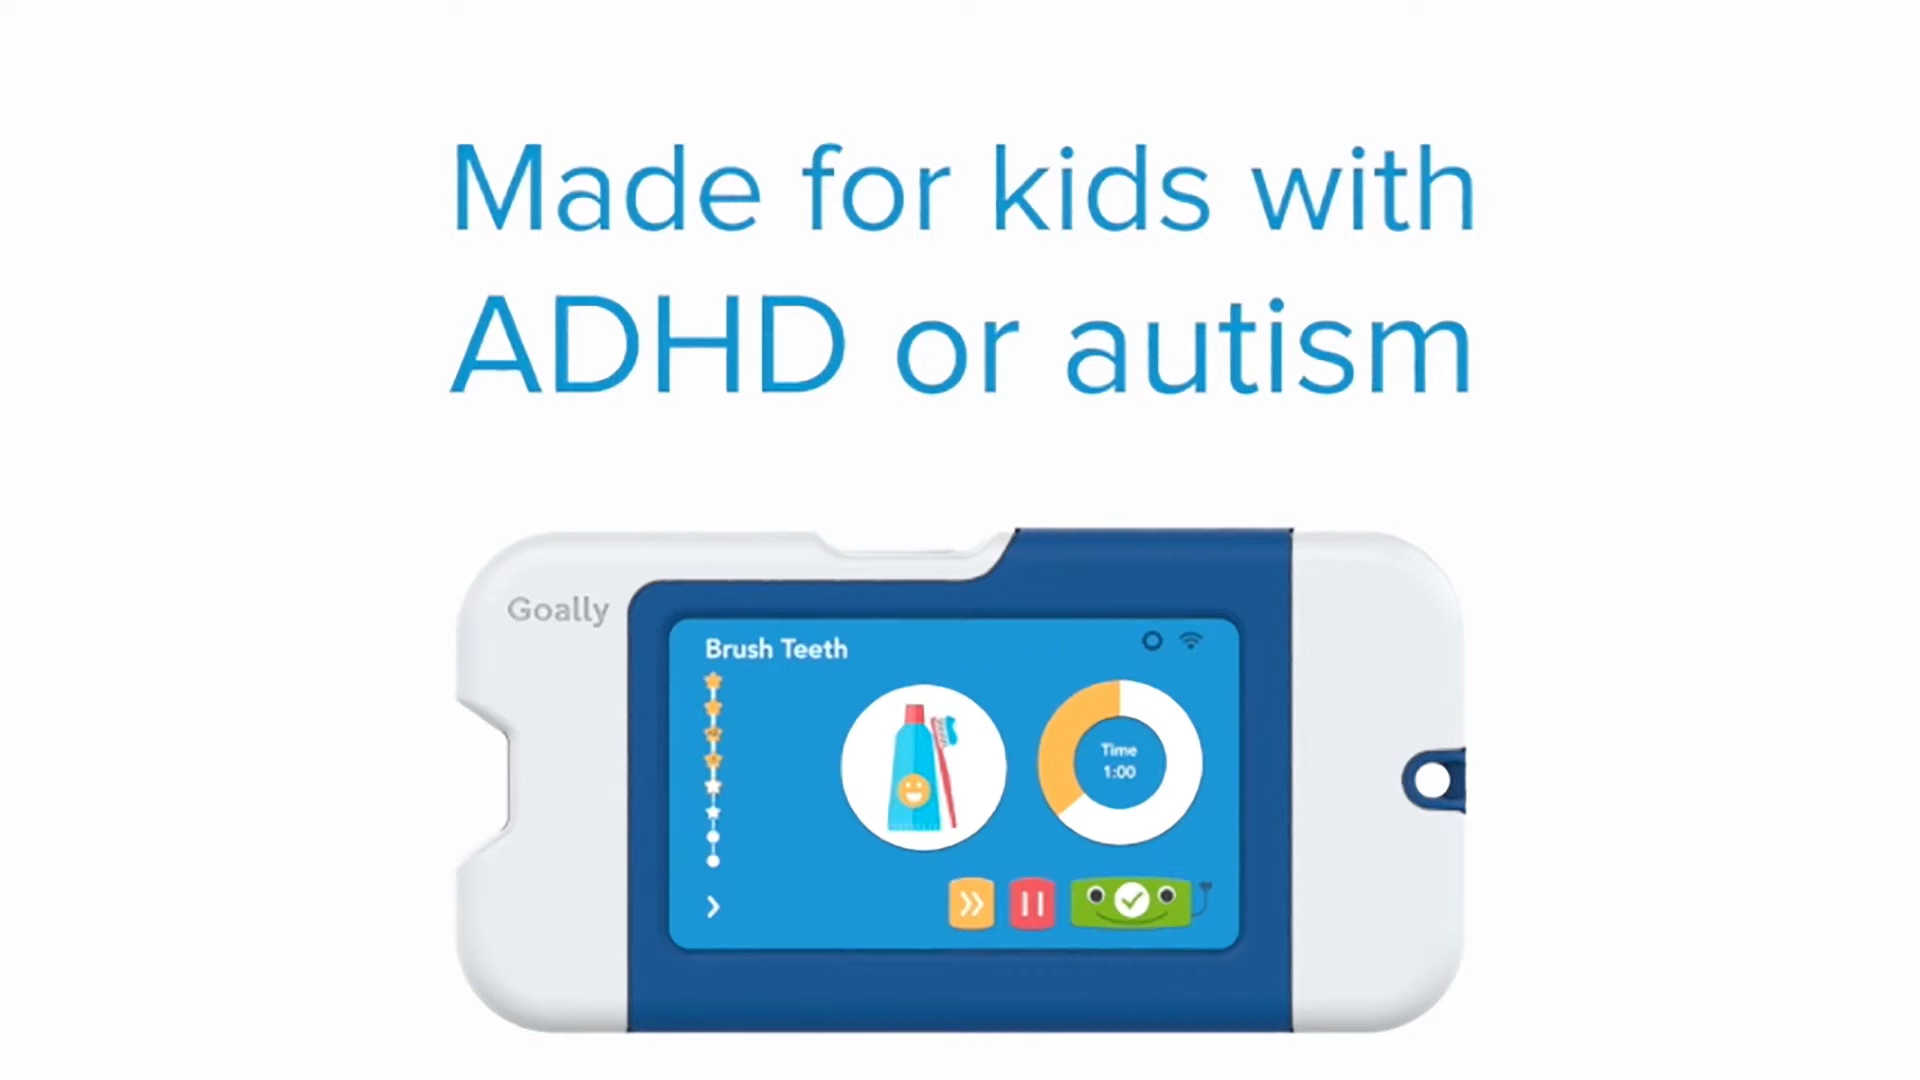 Made for kids with
ADHD or autism
Goally
Brush Teeth
Time
1:00